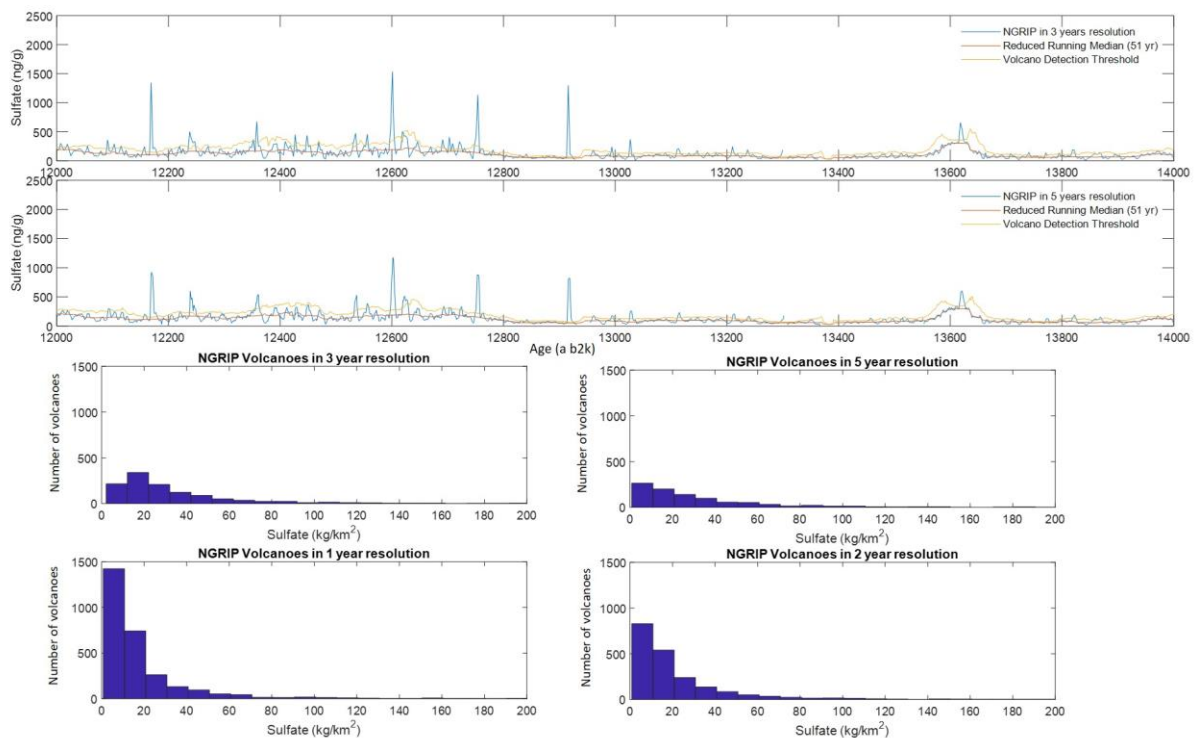 2500
2000
1500
1000
500
0
Sulfate (ng/g)
NGRIP in 3 years resolution
Reduced Running Median (51 yr)
Volcano Detection Threshold
12000 12200 12400 12600 12800 13000 13200 13400 13600 13800 14000
2500
2000
1500
1000
500
0
Sulfate (ng/g)
NGRIP in 5 years resolution
Reduced Running Median (51 yr)
Volcano Detection Threshold
12000 12200 12400 12600 12800 13000 13200 13400 13600 13800 14000
Age (a b2k)
NGRIP Volcanoes in 3 year resolution
1500
1000
500
0
Number of volcanoes
0 20 40 60 80 100 120 140 160 180 200
Sulfate (kg/km²)
NGRIP Volcanoes in 5 year resolution
1500
1000
500
0
Number of volcanoes
0 20 40 60 80 100 120 140 160 180 200
Sulfate (kg/km²)
NGRIP Volcanoes in 1 year resolution
1500
1000
500
0
Number of volcanoes
0 20 40 60 80 100 120 140 160 180 200
Sulfate (kg/km²)
NGRIP Volcanoes in 2 year resolution
1500
1000
500
0
Number of volcanoes
0 20 40 60 80 100 120 140 160 180 200
Sulfate (kg/km²)